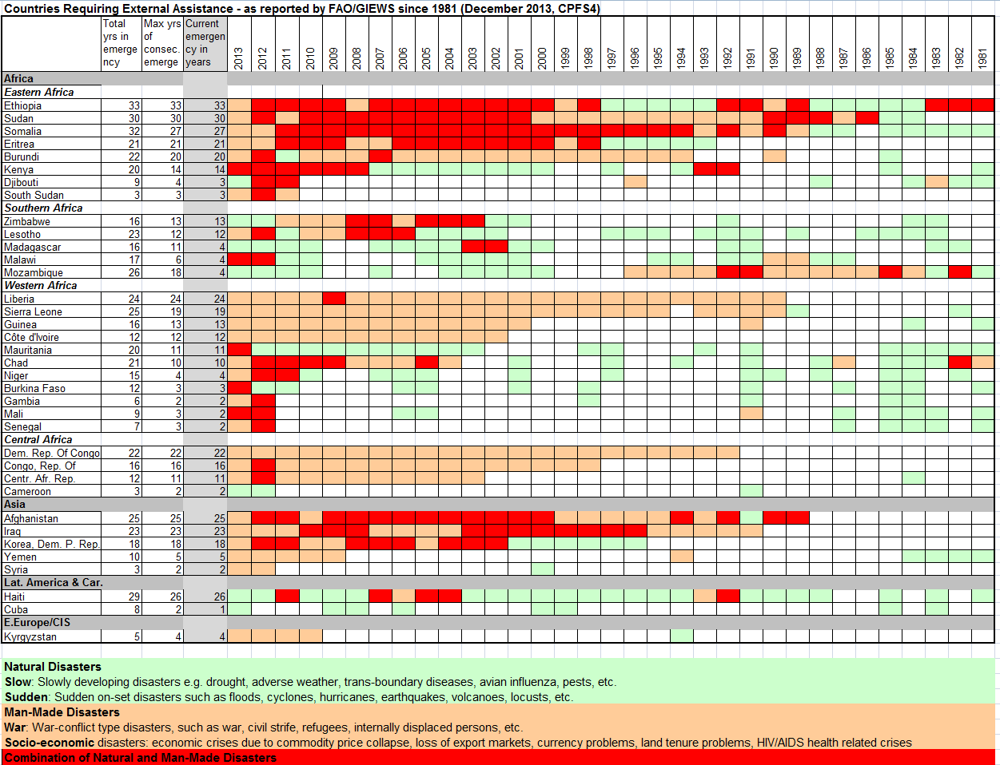 Countries Requiring External Assistance - as reported by FAO/GIEWS since 1981 (December 2013, CPFS4)
Total yrs in emerge ncy Max yrs of consec. emerge Current emergen cy in years 2013 2012 2011 2010 2009 2008 2007 2006 2005 2004 2003 2002 2001 2000 1999 1998 1997 1996 1995 1994 1993 1992 1991 1990 1989 1988 1987 1986 1985 1984 1983 1982 1981
Africa
Eastern Africa
Ethiopia 33 33 33
Sudan 30 30 30
Somalia 32 27 27
Eritrea 21 21 21
Burundi 22 20 20
Kenya 20 14 14
Djibouti 9 4 3
South Sudan 3 3 3
Southern Africa
Zimbabwe 16 13 13
Lesotho 23 12 12
Madagascar 16 11 4
Malawi 17 6 4
Mozambique 26 18 4
Western Africa
Liberia 24 24 24
Sierra Leone 25 19 19
Guinea 16 13 13
Côte d'Ivoire 12 12 12
Mauritania 20 11 11
Chad 21 10 10
Niger 15 4 4
Burkina Faso 12 3 3
Gambia 6 2 2
Mali 9 3 2
Senegal 7 3 2
Central Africa
Dem. Rep. Of Congo 22 22 22
Congo, Rep. Of 16 16 16
Centr. Afr. Rep. 12 11 11
Cameroon 3 2 2
Asia
Afghanistan 25 25 25
Iraq 23 23 23
Korea, Dem. P. Rep. 18 18 18
Yemen 10 5 5
Syria 3 2 2
Lat. America & Car.
Haiti 29 26 26
Cuba 8 2 1
E.Europe/CIS
Kyrgyzstan 5 4 4
Natural Disasters
Slow: Slowly developing disasters e.g. drought, adverse weather, trans-boundary diseases, avian influenza, pests, etc.
Sudden: Sudden on-set disasters such as floods, cyclones, hurricanes, earthquakes, volcanoes, locusts, etc.
Man-Made Disasters
War: War-conflict type disasters, such as war, civil strife, refugees, internally displaced persons, etc.
Socio-economic disasters: economic crises due to commodity price collapse, loss of export markets, currency problems, land tenure problems, HIV/AIDS health related crises
Combination of Natural and Man-Made Disasters